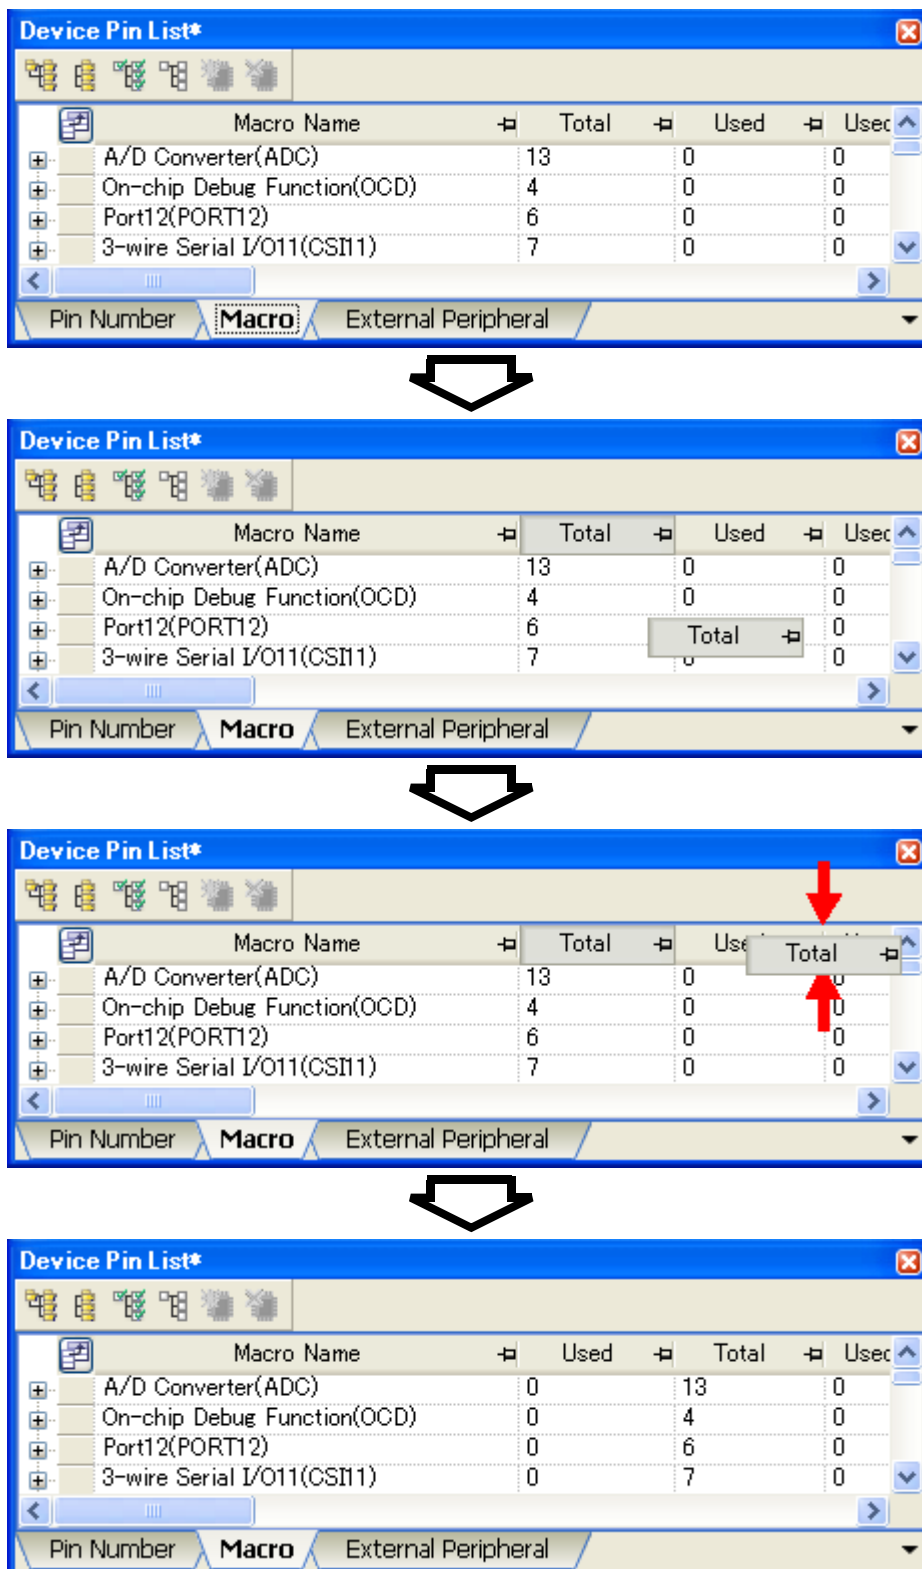 Device Pin List*
Macro Name Total Used Used
A/D Converter(ADC) 13 0 0
On-chip Debug Function(OCD) 4 0 0
Port12(PORT12) 6 0 0
3-wire Serial I/O11(CSI11) 7 0 0
Pin Number Macro External Peripheral
Device Pin List*
Macro Name Total Used Used
A/D Converter(ADC) 13 0 0
On-chip Debug Function(OCD) 4 0 0
Port12(PORT12) 6 Total 0
3-wire Serial I/O11(CSI11) 7 0 0
Pin Number Macro External Peripheral
Device Pin List*
Macro Name Total Use Total
A/D Converter(ADC) 13 0 0
On-chip Debug Function(OCD) 4 0 0
Port12(PORT12) 6 0 0
3-wire Serial I/O11(CSI11) 7 0 0
Pin Number Macro External Peripheral
Device Pin List*
Macro Name Used Total Used
A/D Converter(ADC) 0 13 0
On-chip Debug Function(OCD) 0 4 0
Port12(PORT12) 0 6 0
3-wire Serial I/O11(CSI11) 0 7 0
Pin Number Macro External Peripheral